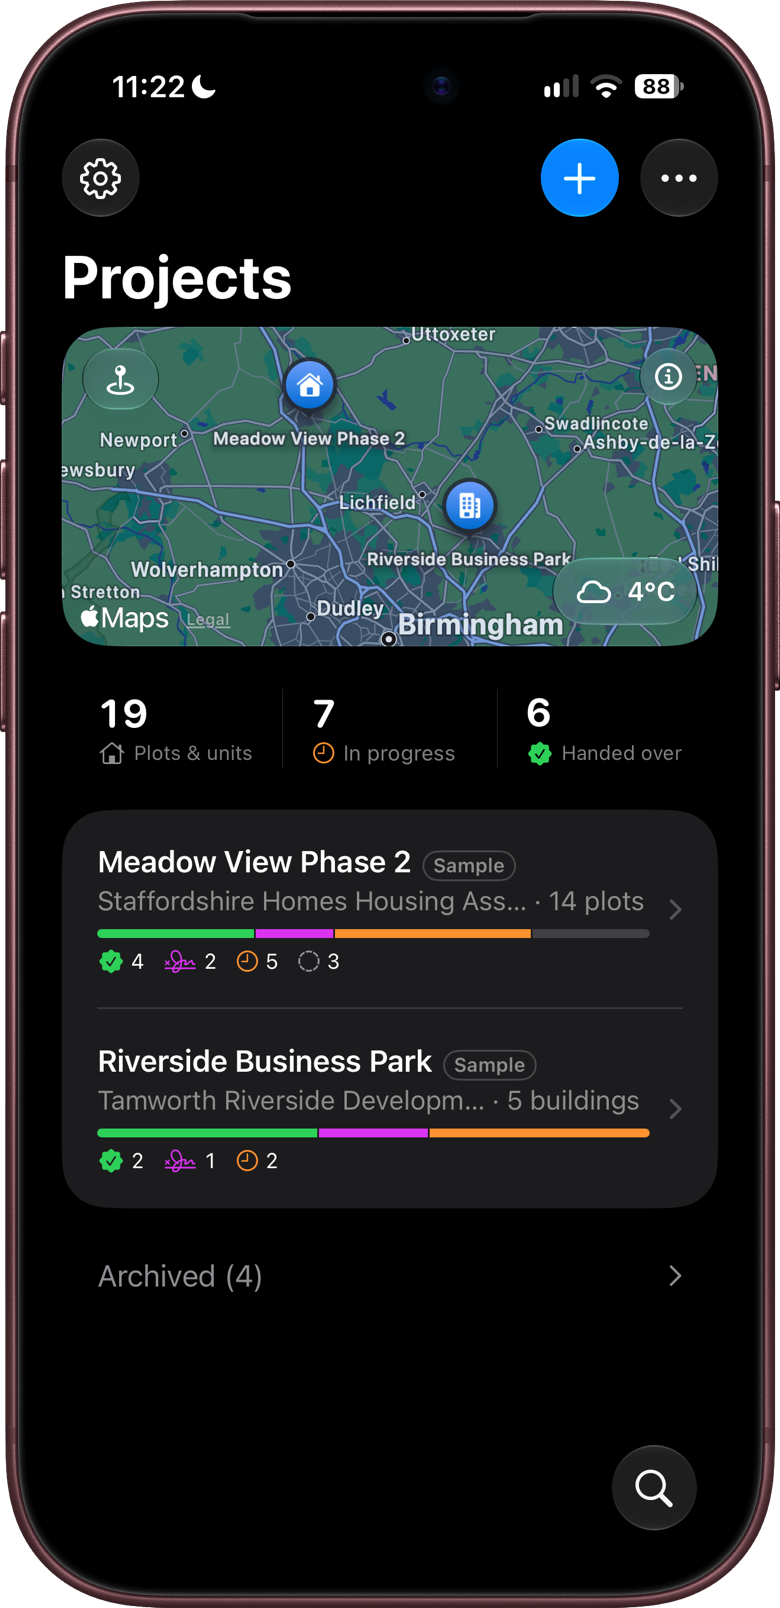 11:22
88
Projects
Uttoxeter
EN
Swadlincote
Newport
Meadow View Phase 2
Ashby-de-la-Z
ewsbury
Lichfield
Riverside Business Park
Wolverhampton
Shil
4°C
Stretton
Dudley
Maps
Legal
Birmingham
19
7
6
Plots & units
In progress
Handed over
Meadow View Phase 2
Sample
Staffordshire Homes Housing Ass... · 14 plots
4 2 5 3
Riverside Business Park
Sample
Tamworth Riverside Developm... · 5 buildings
2 1 2
Archived (4)